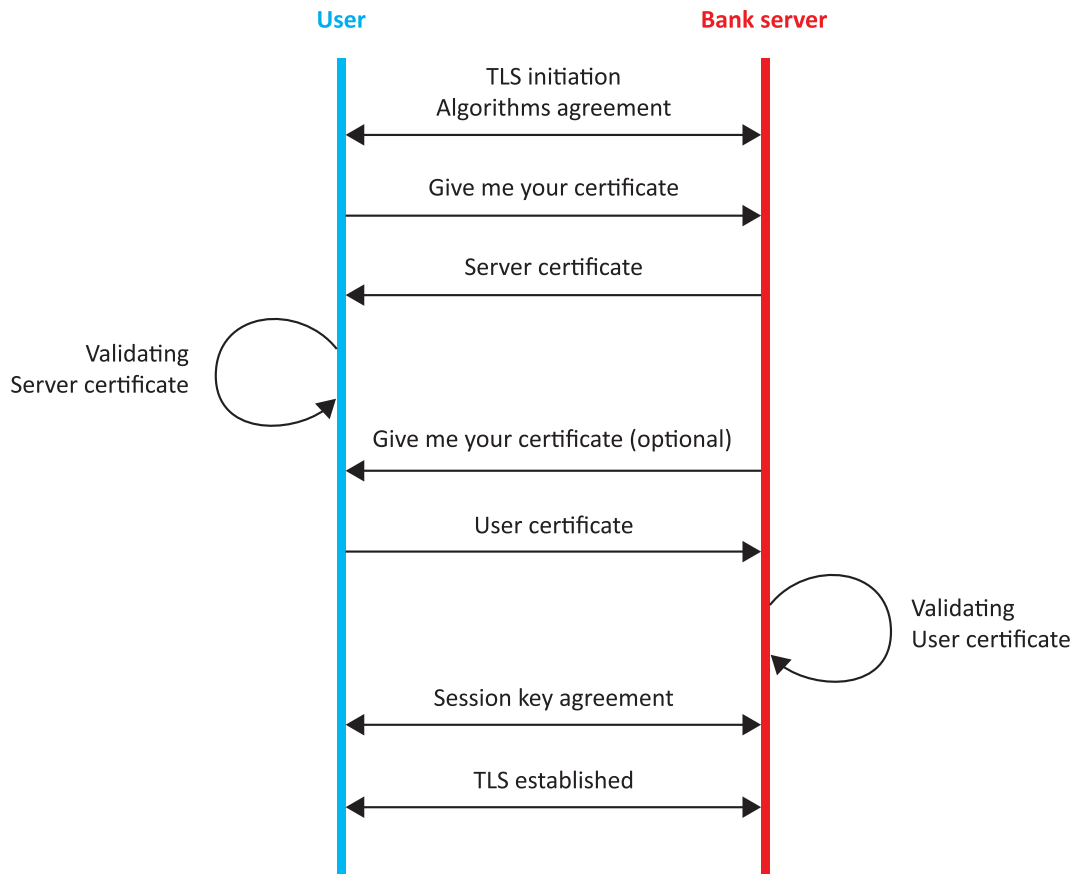 User
Bank server
TLS initiation
Algorithms agreement
Give me your certificate
Server certificate
Validating
Server certificate
Give me your certificate (optional)
User certificate
Validating
User certificate
Session key agreement
TLS established